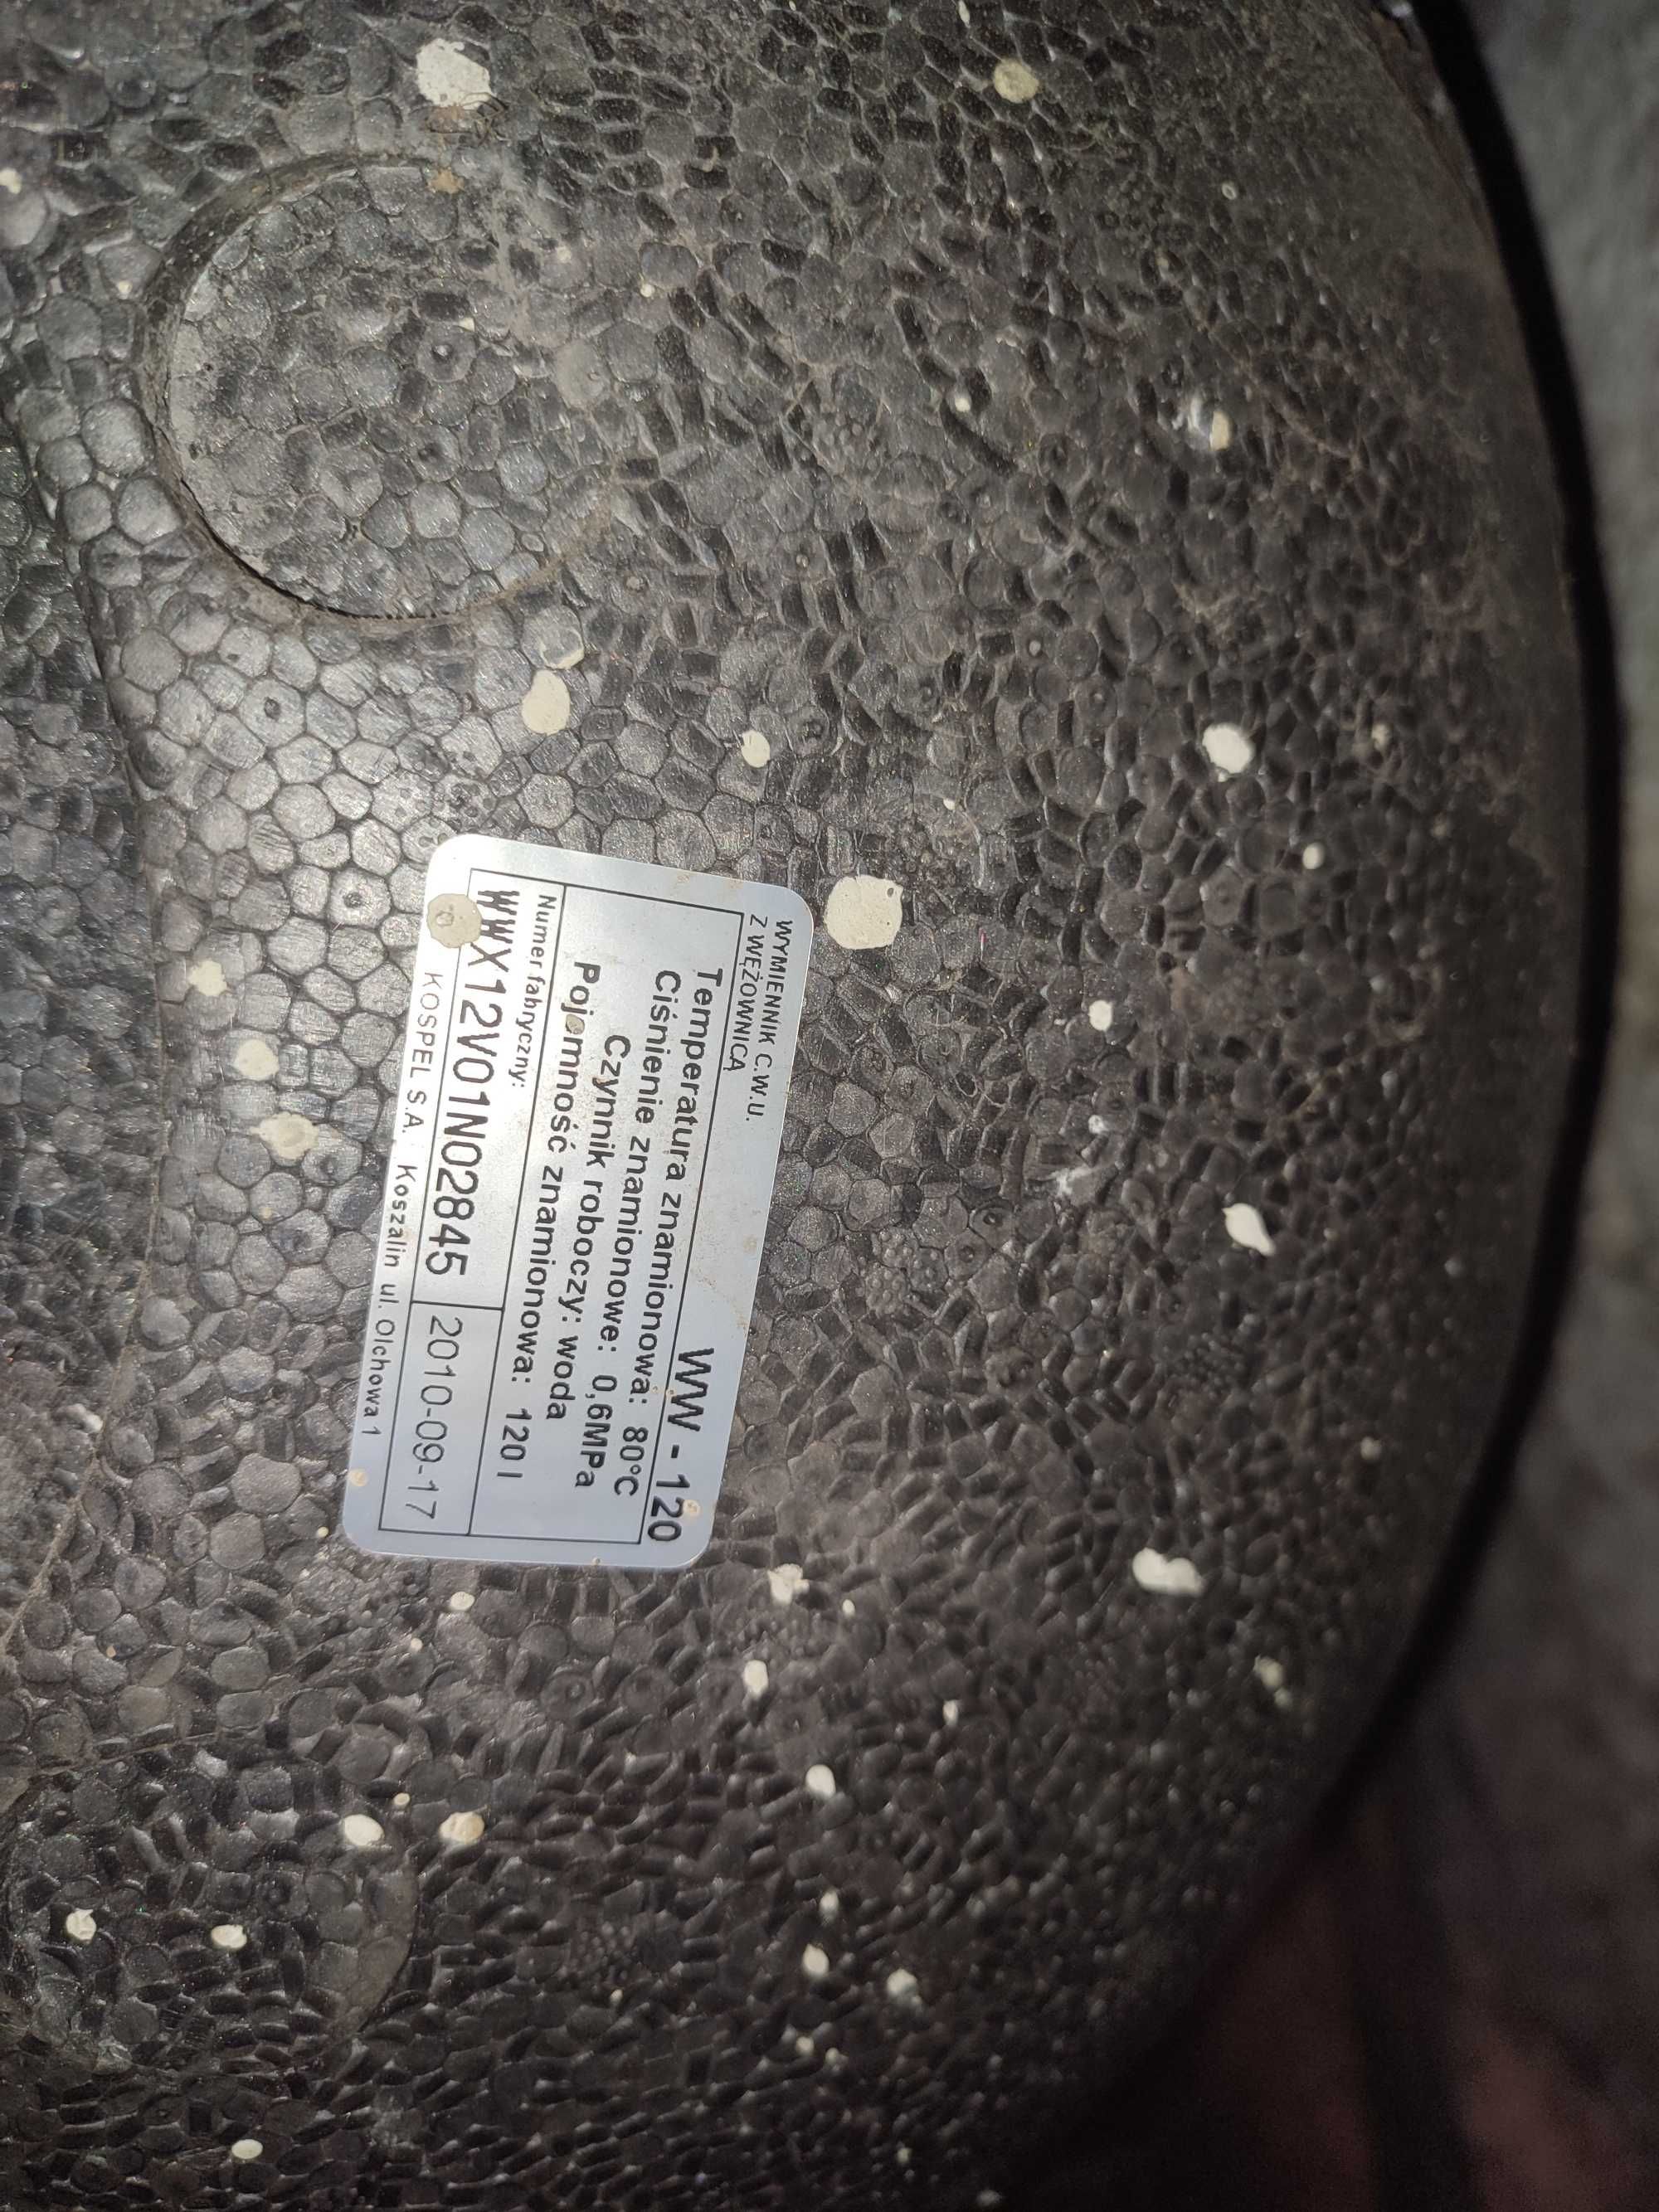 WYMIENNIK C.W.U.
Z WĘŻOWNICĄ
WW - 120
Temperatura znamionowa: 80°C
Ciśnienie znamionowe: 0,6MPa
Czynnik roboczy: woda
Pojemność znamionowa: 120 l
Numer fabryczny:
WWX12V01N02845 2010-09-17
KOSPEL S.A. Koszalin ul. Olchowa 1